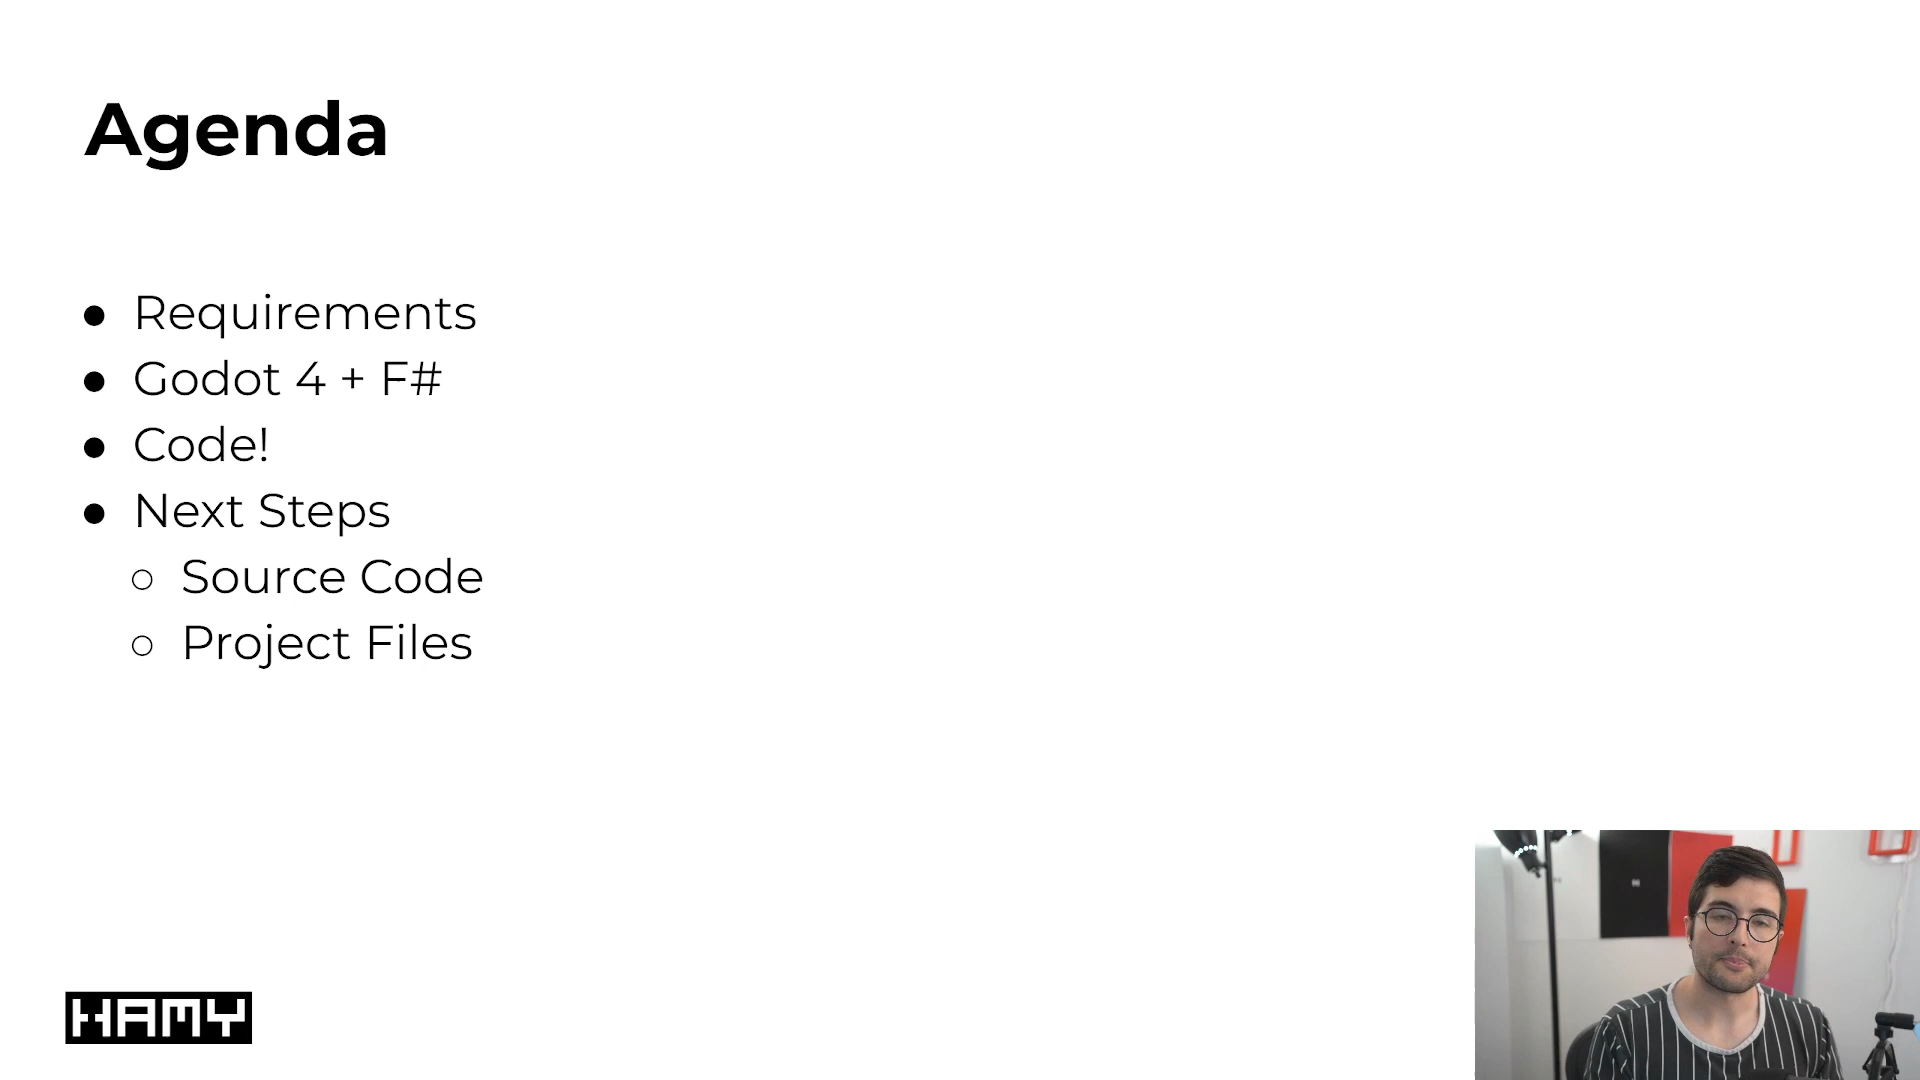 Agenda
● Requirements
● Godot 4 + F#
● Code!
● Next Steps
○ Source Code
○ Project Files
HAMY